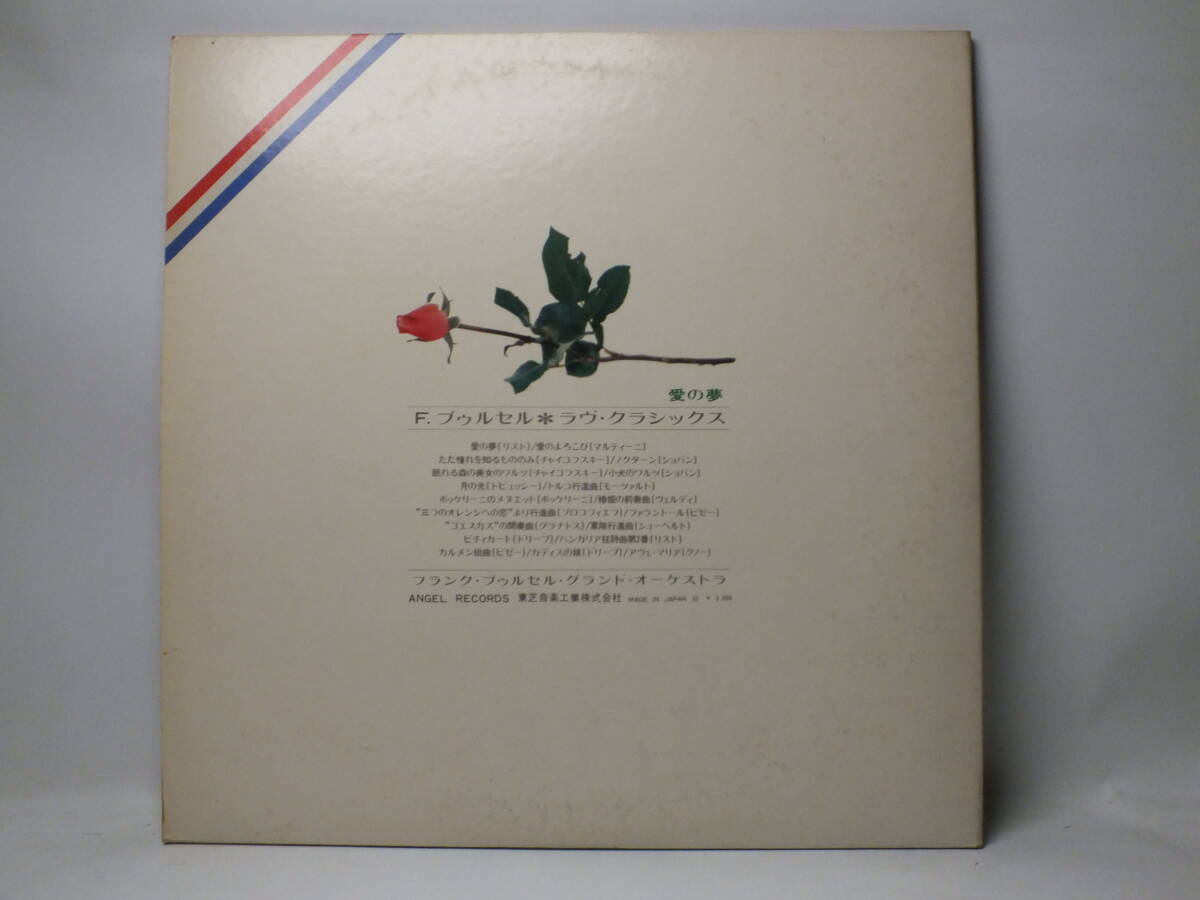 愛の夢
F. プゥルセル＊ラヴ・クラシックス
愛の夢(リスト)/愛のよろこび(マルティーニ)
ただ憧れを知るもののみ(チャイコフスキー)/ノクターン(ショパン)
眠れる森の美女のワルツ(チャイコフスキー)/小犬のワルツ(ショパン)
月の光(ドビュッシー)/トルコ行進曲(モーツァルト)
ボッケリーニのメヌエット(ボッケリーニ)/椿姫の前奏曲(ヴェルディ)
“三つのオレンジへの恋”より行進曲(プロコフィエフ)/ファランドール(ビゼー)
“ゴエスカス”の間奏曲(グラナドス)/軍隊行進曲(シューベルト)
ピチィカート(ドリーブ)/ハンガリア狂詩曲第2番(リスト)
カルメン組曲(ビゼー)/カディスの娘(ドリーブ)/アヴェ・マリア(グノー)
フランク・プゥルセル・グランド・オーケストラ
ANGEL RECORDS 東芝音楽工業株式会社 MADE IN JAPAN